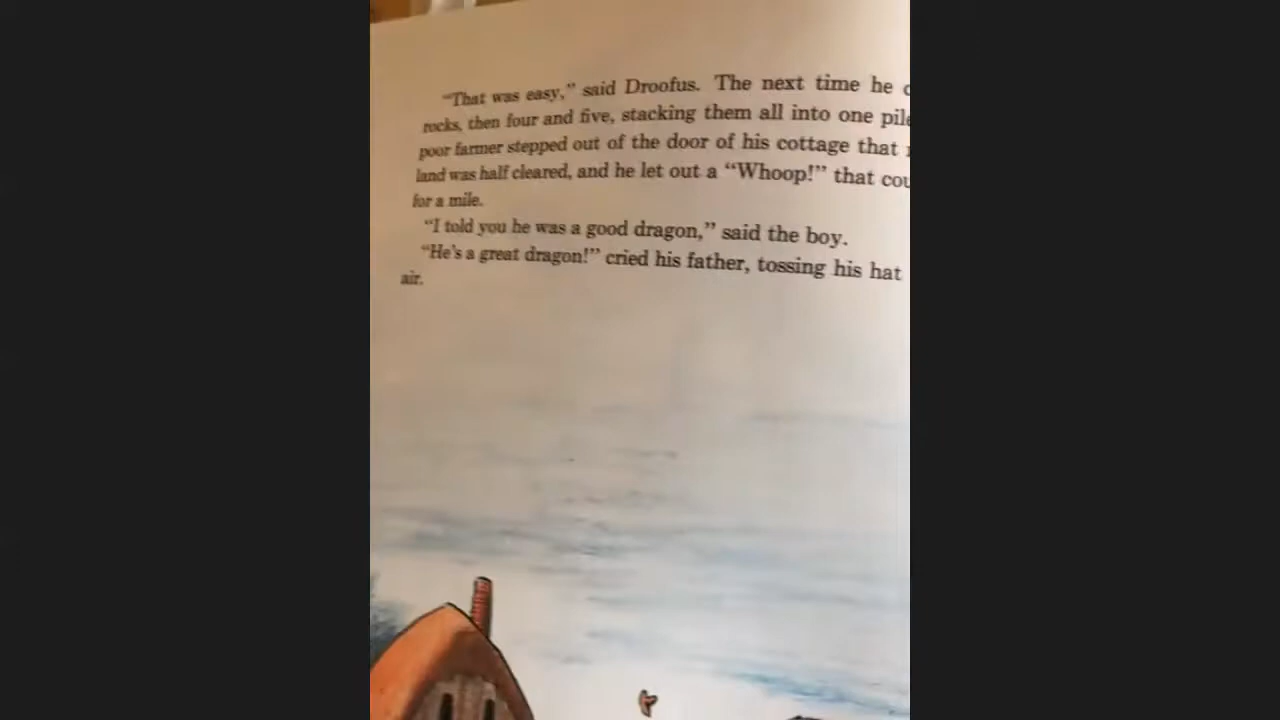 "That was easy," said Droofus. The next time he
rocks, then four and five, stacking them all into one
poor farmer stepped out of the door of his cottage that
land was half cleared, and he let out a "Whoop!" that
for a mile.
"I told you he was a good dragon," said the boy.
"He's a great dragon!" cried his father, tossing his hat
air.